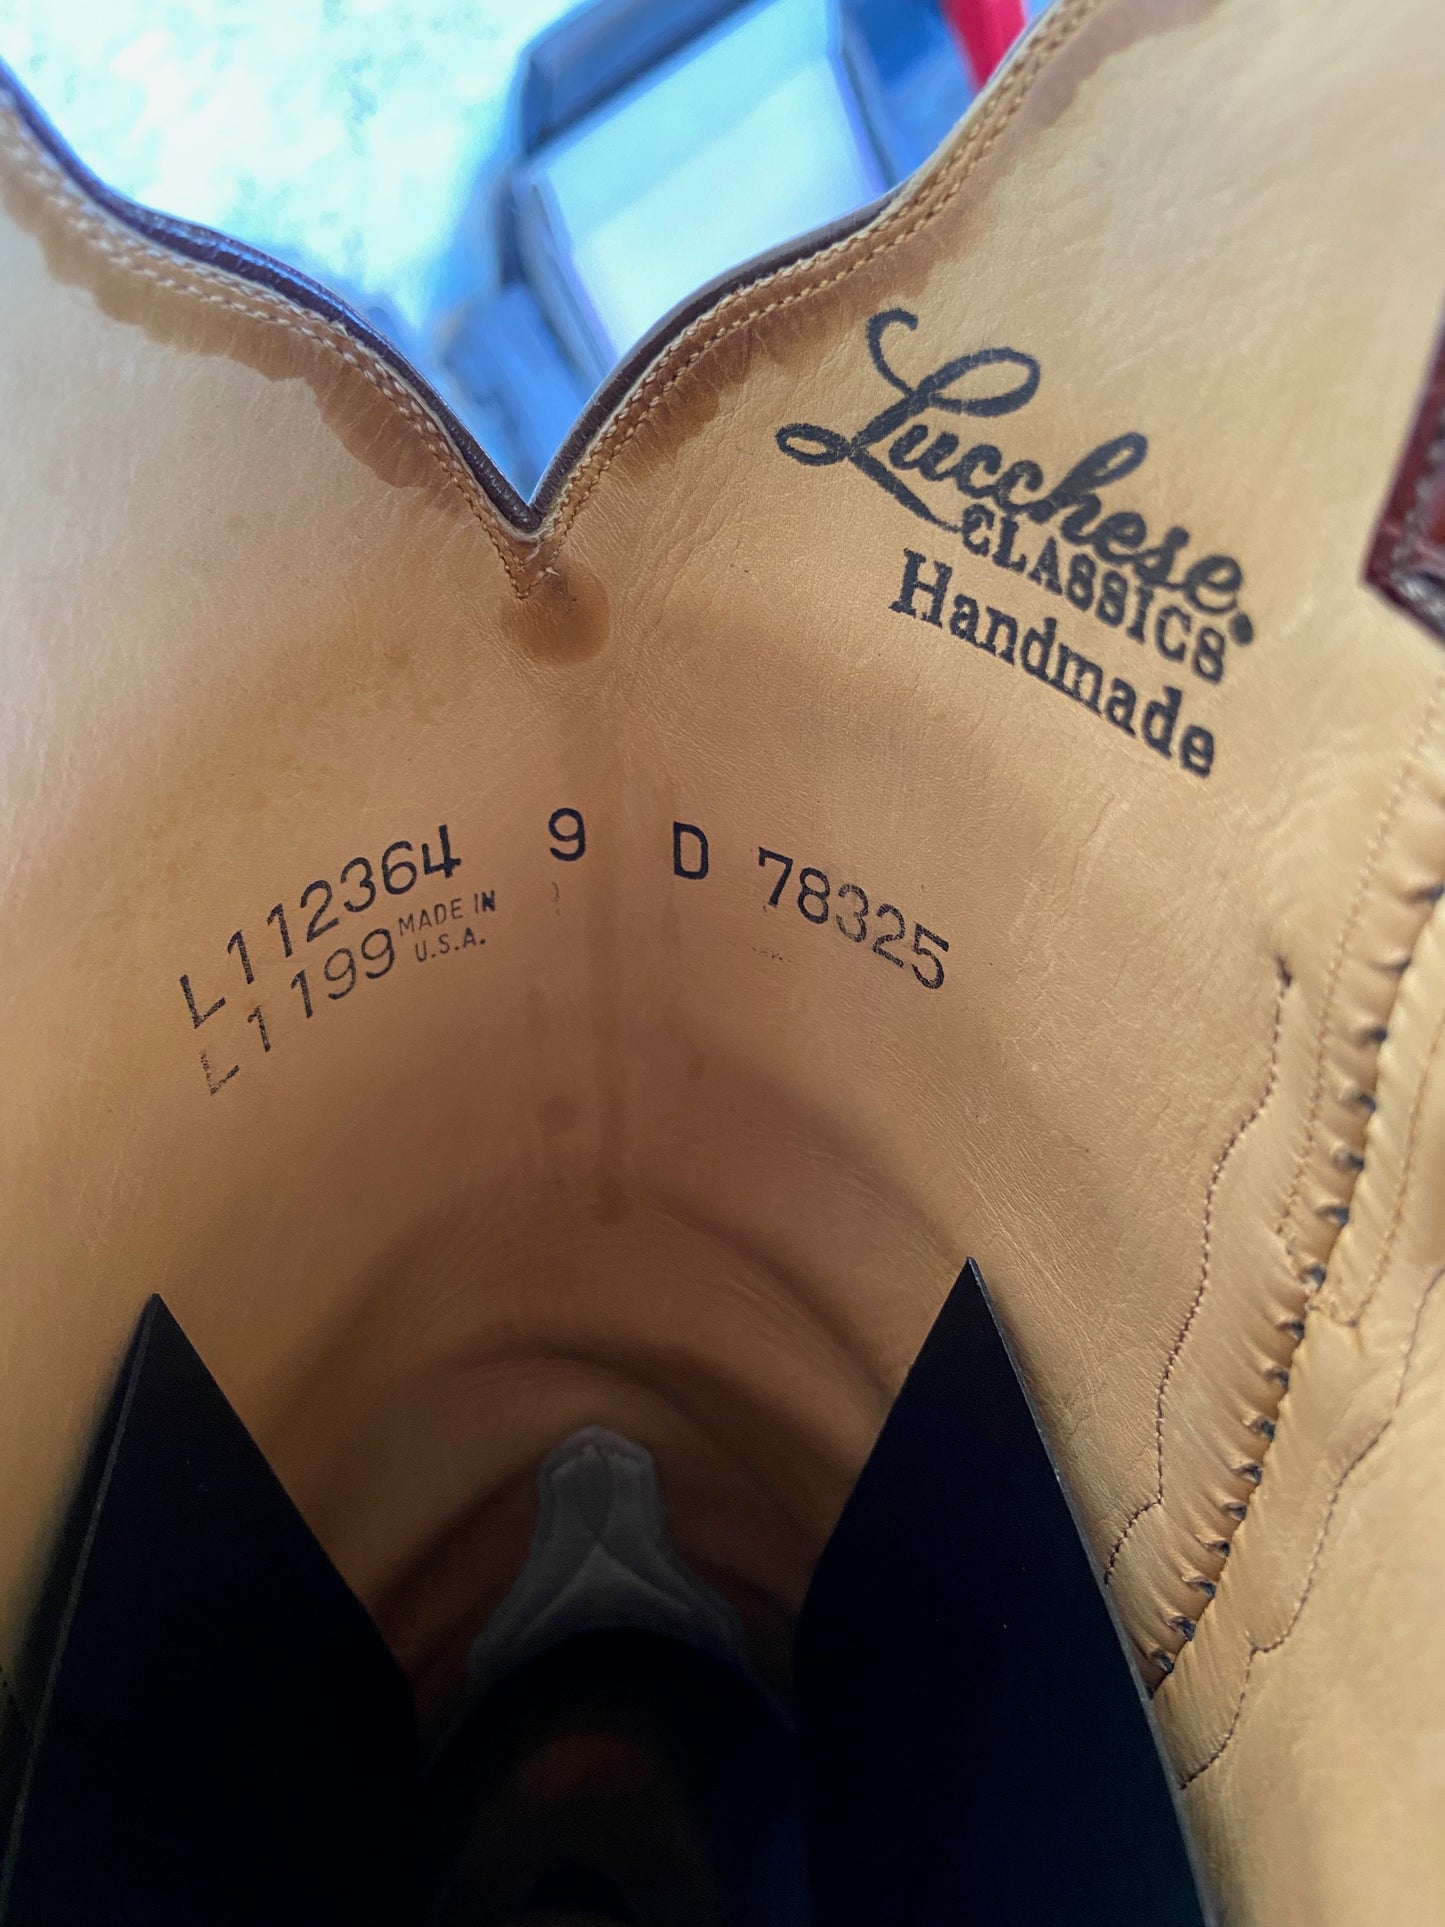 Lucchese
CLASSICS
Handmade
L112364 9 D 78325
L1199 MADE IN
U.S.A.